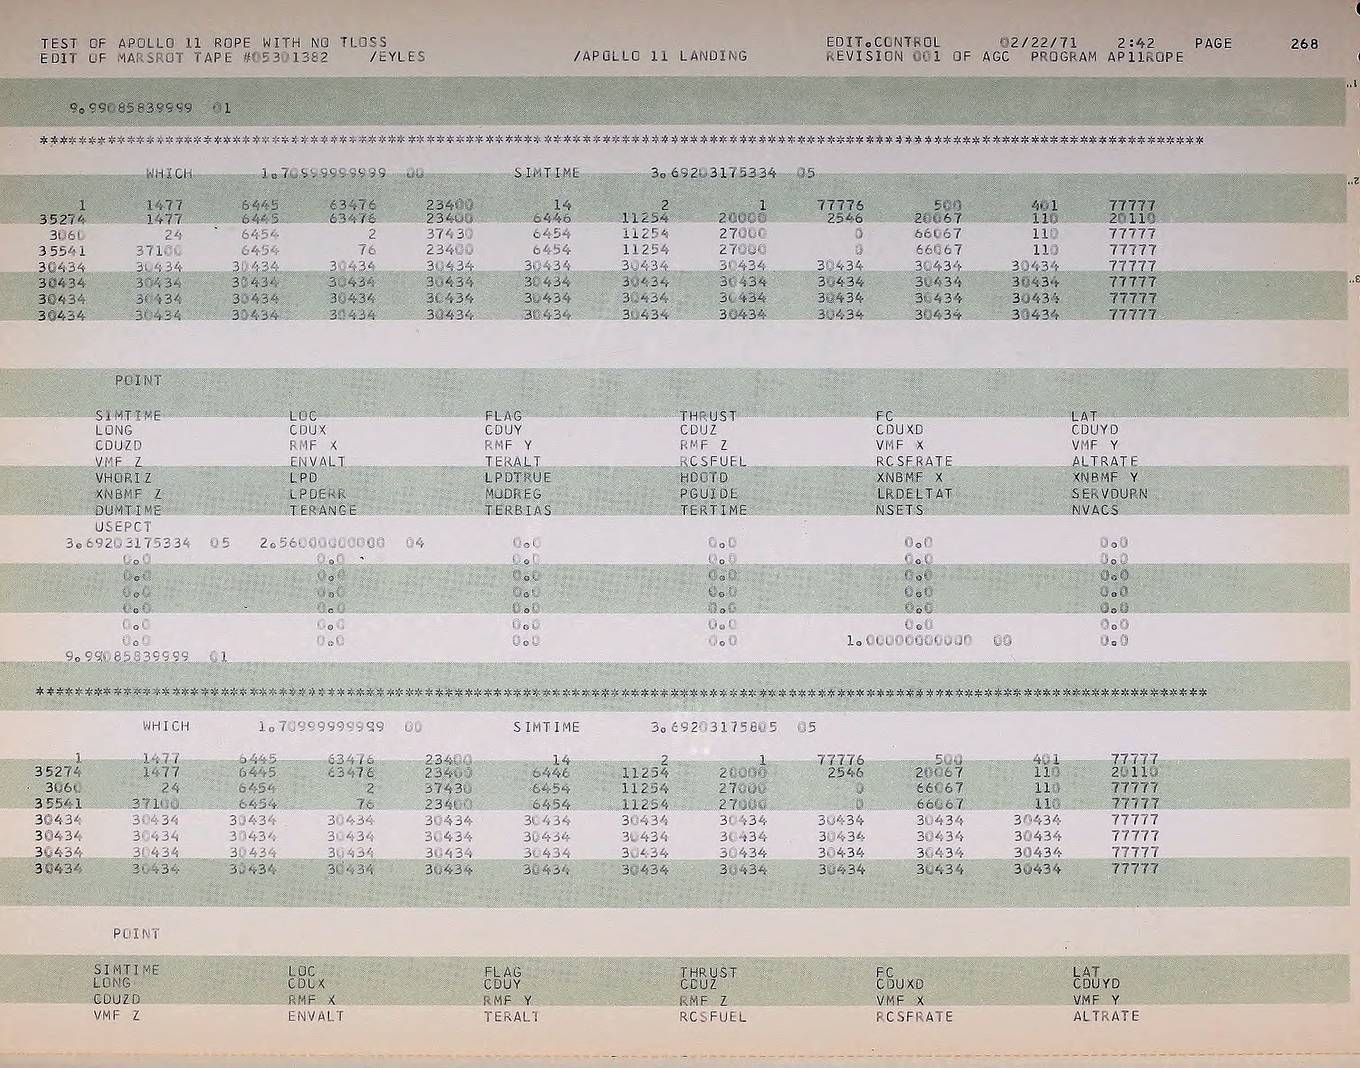 TEST OF APOLLO 11 ROPE WITH NO TLOSS EDIT.CONTROL 02/22/71 2:42 PAGE 268
EDIT OF MARSROT TAPE #05301382 /EYLES /APOLLO 11 LANDING REVISION 001 OF AGC PROGRAM AP11ROPE
9.99085839999 01
************************************************************************************************************************
WHICH 1.70999999999 00 SIMTIME 3.69203175334 05
1 1477 6445 63476 23400 14 2 1 77776 500 401 77777
35274 1477 6445 63476 23400 6446 11254 20000 2546 20067 110 20110
3060 24 6454 2 37430 6454 11254 27000 0 66067 110 77777
35541 37100 6454 76 23400 6454 11254 27000 0 66067 110 77777
30434 30434 30434 30434 30434 30434 30434 30434 30434 30434 30434 77777
30434 30434 30434 30434 30434 30434 30434 30434 30434 30434 30434 77777
30434 30434 30434 30434 30434 30434 30434 30434 30434 30434 30434 77777
30434 30434 30434 30434 30434 30434 30434 30434 30434 30434 30434 77777
POINT
SIMTIME LOC FLAG THRUST FC LAT
LONG CDUX CDUY CDUZ CDUXD CDUYD
CDUZD RMF X RMF Y RMF Z VMF X VMF Y
VMF Z ENVALT TERALT RCSFUEL RCSFRATE ALTRATE
VHORIZ LPD LPDTRUE HDOTD XNBMF X XNBMF Y
XNBMF Z LPDERR MODREG PGUIDE LRDELTAT SERVDURN
DUMTIME TERANGE TERBIAS TERTIME NSETS NVACS
USEPCT
3.69203175334 05 2.56000000000 04 0.0 0.0 0.0 0.0
0.0 0.0 0.0 0.0 0.0 0.0
0.0 0.0 0.0 0.0 0.0 0.0
0.0 0.0 0.0 0.0 0.0 0.0
0.0 0.0 0.0 0.0 0.0 0.0
0.0 0.0 0.0 0.0 0.0 0.0
0.0 0.0 0.0 0.0 1.00000000000 00 0.0
9.99085839999 01
************************************************************************************************************************
WHICH 1.70999999999 00 SIMTIME 3.69203175805 05
1 1477 6445 63476 23400 14 2 1 77776 500 401 77777
35274 1477 6445 63476 23400 6446 11254 20000 2546 20067 110 20110
3060 24 6454 2 37430 6454 11254 27000 0 66067 110 77777
35541 37100 6454 76 23400 6454 11254 27000 0 66067 110 77777
30434 30434 30434 30434 30434 30434 30434 30434 30434 30434 30434 77777
30434 30434 30434 30434 30434 30434 30434 30434 30434 30434 30434 77777
30434 30434 30434 30434 30434 30434 30434 30434 30434 30434 30434 77777
30434 30434 30434 30434 30434 30434 30434 30434 30434 30434 30434 77777
POINT
SIMTIME LOC FLAG THRUST FC LAT
LONG CDUX CDUY CDUZ CDUXD CDUYD
CDUZD RMF X RMF Y RMF Z VMF X VMF Y
VMF Z ENVALT TERALT RCSFUEL RCSFRATE ALTRATE